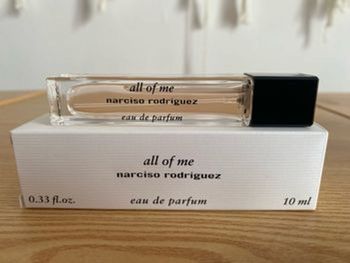 all of me
narciso rodriguez
eau de parfum
all of me
narciso rodriguez
0.33 fl.oz. eau de parfum 10 ml